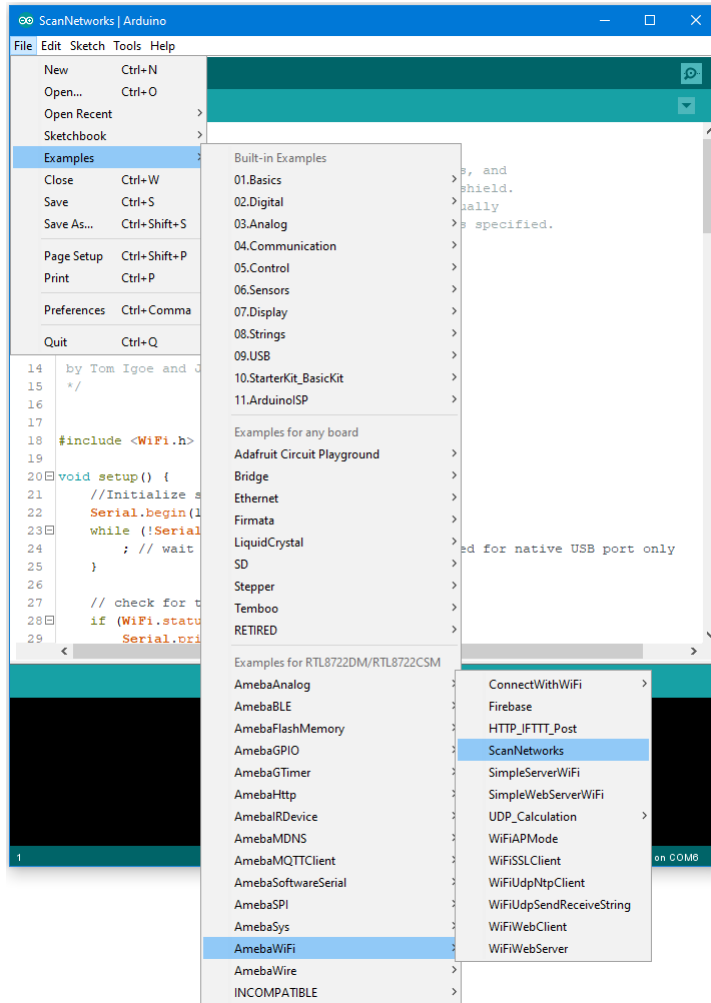 ScanNetworks | Arduino
File Edit Sketch Tools Help
New Ctrl+N
Open... Ctrl+O
Open Recent
Sketchbook
Examples
Close Ctrl+W
Save Ctrl+S
Save As... Ctrl+Shift+S
Page Setup Ctrl+Shift+P
Print Ctrl+P
Preferences Ctrl+Comma
Quit Ctrl+Q
Built-in Examples
01.Basics
02.Digital
03.Analog
04.Communication
05.Control
06.Sensors
07.Display
08.Strings
09.USB
10.StarterKit_BasicKit
11.ArduinoISP
Examples for any board
Adafruit Circuit Playground
Bridge
Ethernet
Firmata
LiquidCrystal
SD
Stepper
Temboo
RETIRED
Examples for RTL8722DM/RTL8722CSM
AmebaAnalog
AmebaBLE
AmebaFlashMemory
AmebaGPIO
AmebaGTimer
AmebaHttp
AmebaIRDevice
AmebaMDNS
AmebaMQTTClient
AmebaSoftwareSerial
AmebaSPI
AmebaSys
AmebaWiFi
AmebaWire
INCOMPATIBLE
ConnectWithWiFi
Firebase
HTTP_IFTTT_Post
ScanNetworks
SimpleServerWiFi
SimpleWebServerWiFi
UDP_Calculation
WiFiAPMode
WiFiSSLClient
WiFiUdpNtpClient
WiFiUdpSendReceiveString
WiFiWebClient
WiFiWebServer
s, and
shield.
ually
s specified.
14 by Tom Igoe and J
15 */
16
17
18 #include <WiFi.h>
19
20 void setup() {
21 //Initialize s
22 Serial.begin(1
23 while (!Serial
24 ; // wait ed for native USB port only
25 }
26
27 // check for t
28 if (WiFi.statu
29 Serial.pri
1 on COM6